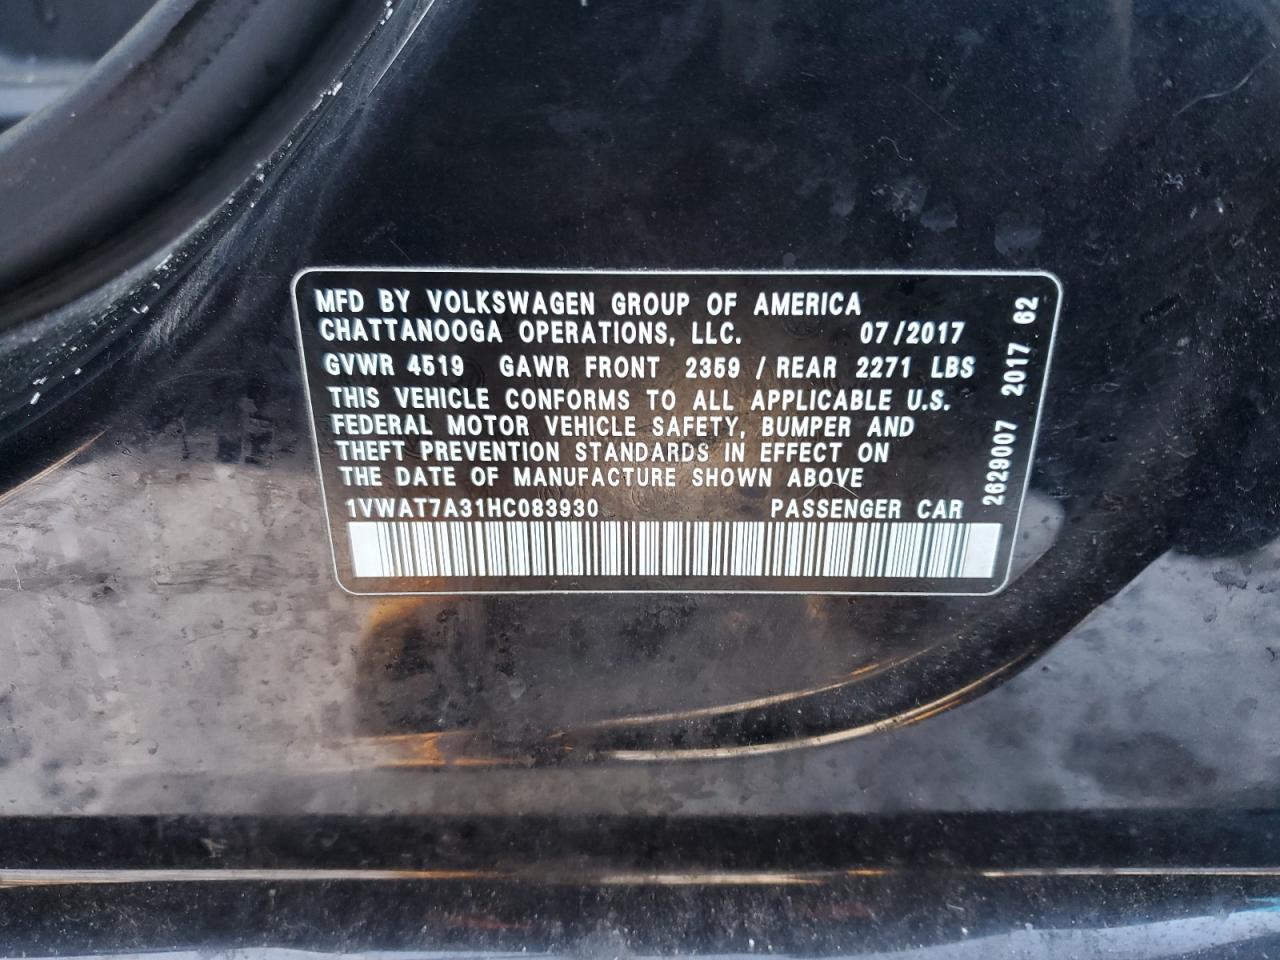 MFD BY VOLKSWAGEN GROUP OF AMERICA
CHATTANOOGA OPERATIONS, LLC. 07/2017
GVWR 4519 GAWR FRONT 2359 / REAR 2271 LBS
THIS VEHICLE CONFORMS TO ALL APPLICABLE U.S.
FEDERAL MOTOR VEHICLE SAFETY, BUMPER AND
THEFT PREVENTION STANDARDS IN EFFECT ON
THE DATE OF MANUFACTURE SHOWN ABOVE
1VWAT7A31HC083930 PASSENGER CAR
2629007 2017 62